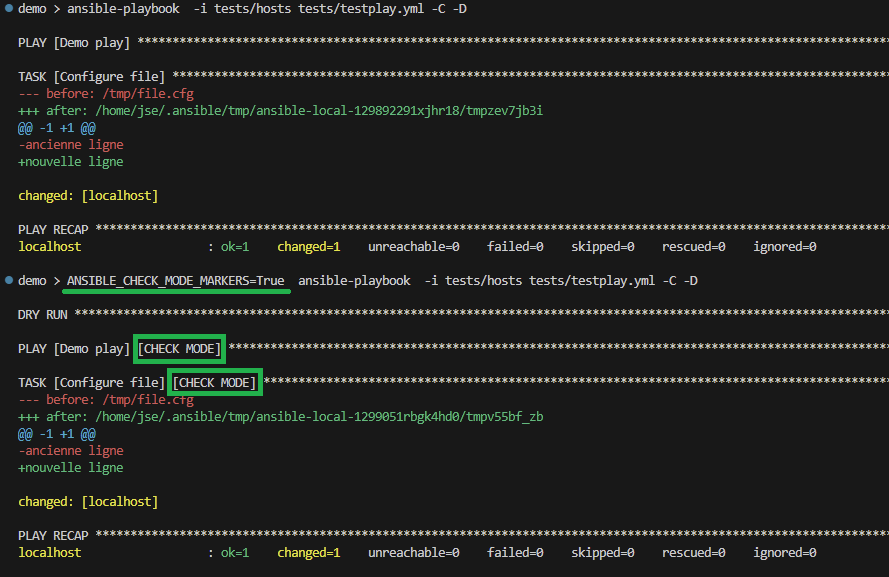 demo > ansible-playbook  -i tests/hosts tests/testplay.yml -C -D
PLAY [Demo play] ***********************************************************************************************************
TASK [Configure file] ******************************************************************************************************
--- before: /tmp/file.cfg
+++ after: /home/jse/.ansible/tmp/ansible-local-129892291xjhr18/tmpzev7jb3i
@@ -1 +1 @@
-ancienne ligne
+nouvelle ligne
changed: [localhost]
PLAY RECAP *****************************************************************************************************************
localhost                  : ok=1    changed=1    unreachable=0    failed=0    skipped=0    rescued=0    ignored=0
demo > ANSIBLE_CHECK_MODE_MARKERS=True  ansible-playbook  -i tests/hosts tests/testplay.yml -C -D
DRY RUN ********************************************************************************************************************
PLAY [Demo play] [CHECK MODE] **********************************************************************************************
TASK [Configure file] [CHECK MODE] *****************************************************************************************
--- before: /tmp/file.cfg
+++ after: /home/jse/.ansible/tmp/ansible-local-1299051rbgk4hd0/tmpv55bf_zb
@@ -1 +1 @@
-ancienne ligne
+nouvelle ligne
changed: [localhost]
PLAY RECAP *****************************************************************************************************************
localhost                  : ok=1    changed=1    unreachable=0    failed=0    skipped=0    rescued=0    ignored=0